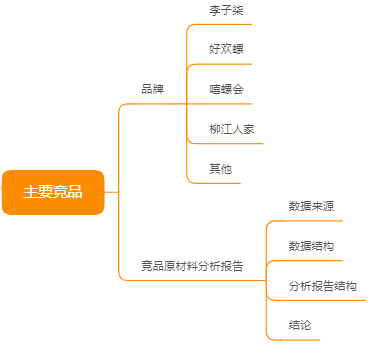 李子柒
好欢螺
品牌
嘻螺会
柳江人家
其他
主要竞品
数据来源
数据结构
竞品原材料分析报告
分析报告结构
结论